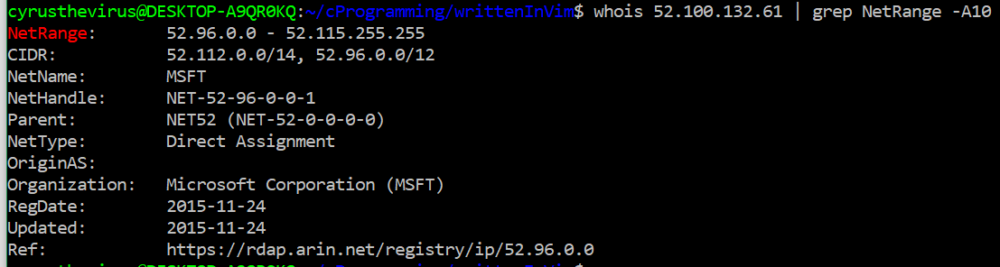 cyrusthevirus@DESKTOP-A9QR0KQ:~/cProgramming/writtenInVim$ whois 52.100.132.61 | grep NetRange -A10
NetRange:       52.96.0.0 - 52.115.255.255
CIDR:           52.112.0.0/14, 52.96.0.0/12
NetName:        MSFT
NetHandle:      NET-52-96-0-0-1
Parent:         NET52 (NET-52-0-0-0-0)
NetType:        Direct Assignment
OriginAS:
Organization:   Microsoft Corporation (MSFT)
RegDate:        2015-11-24
Updated:        2015-11-24
Ref:            https://rdap.arin.net/registry/ip/52.96.0.0